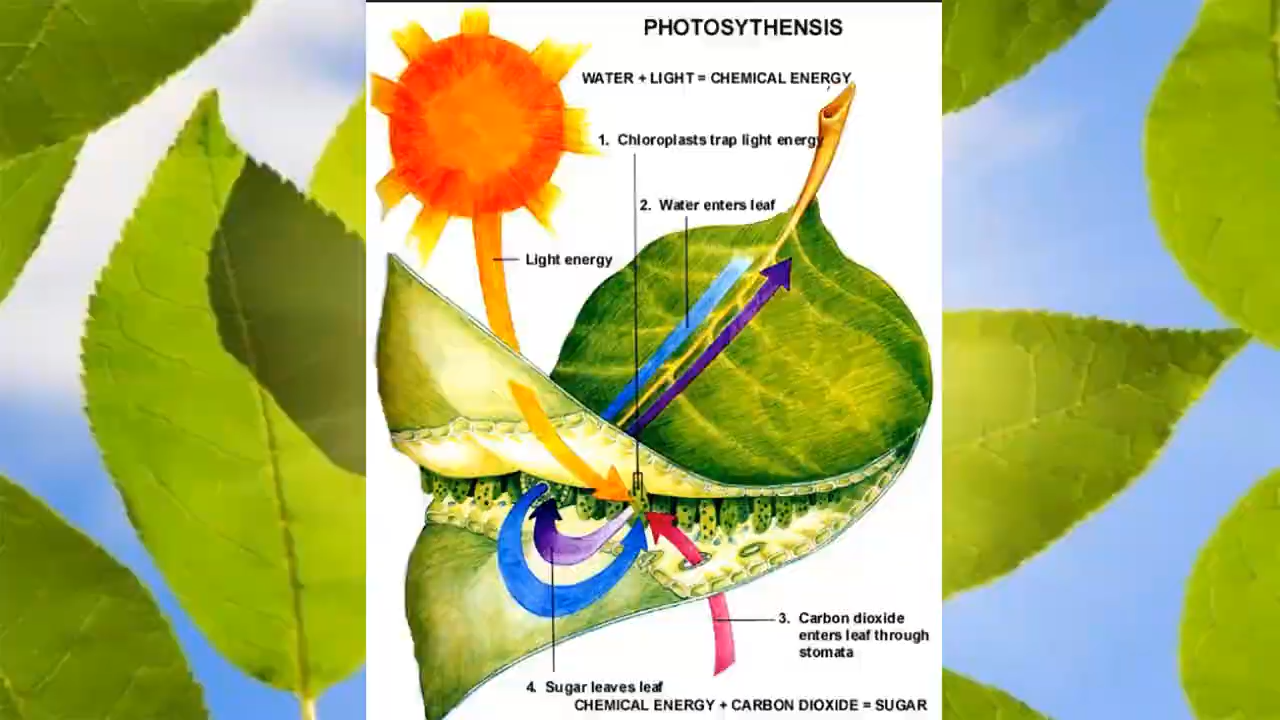 PHOTOSYTHENSIS
WATER + LIGHT = CHEMICAL ENERGY
1. Chloroplasts trap light energy
2. Water enters leaf
Light energy
3. Carbon dioxide
enters leaf through
stomata
4. Sugar leaves leaf
CHEMICAL ENERGY + CARBON DIOXIDE = SUGAR